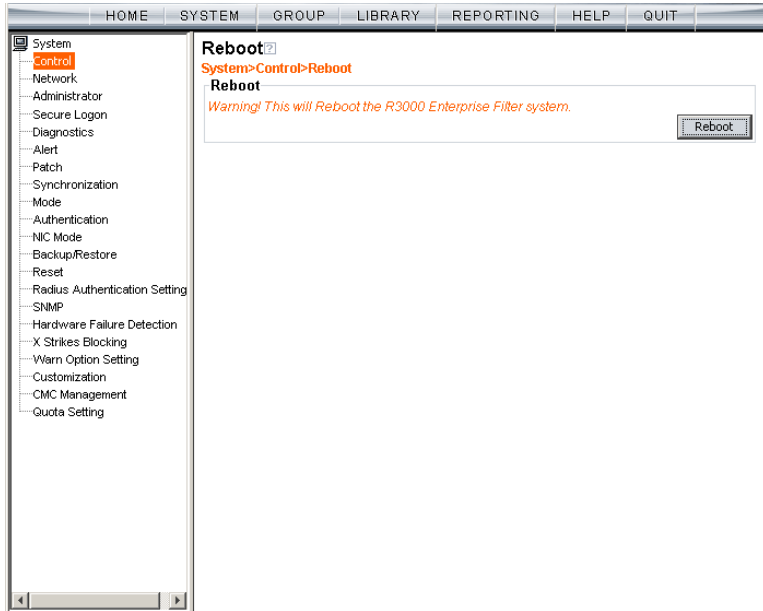 HOME SYSTEM GROUP LIBRARY REPORTING HELP QUIT
System
Control
Network
Administrator
Secure Logon
Diagnostics
Alert
Patch
Synchronization
Mode
Authentication
NIC Mode
Backup/Restore
Reset
Radius Authentication Setting
SNMP
Hardware Failure Detection
X Strikes Blocking
Warn Option Setting
Customization
CMC Management
Quota Setting
Reboot ?
System>Control>Reboot
Reboot
Warning! This will Reboot the R3000 Enterprise Filter system.
Reboot